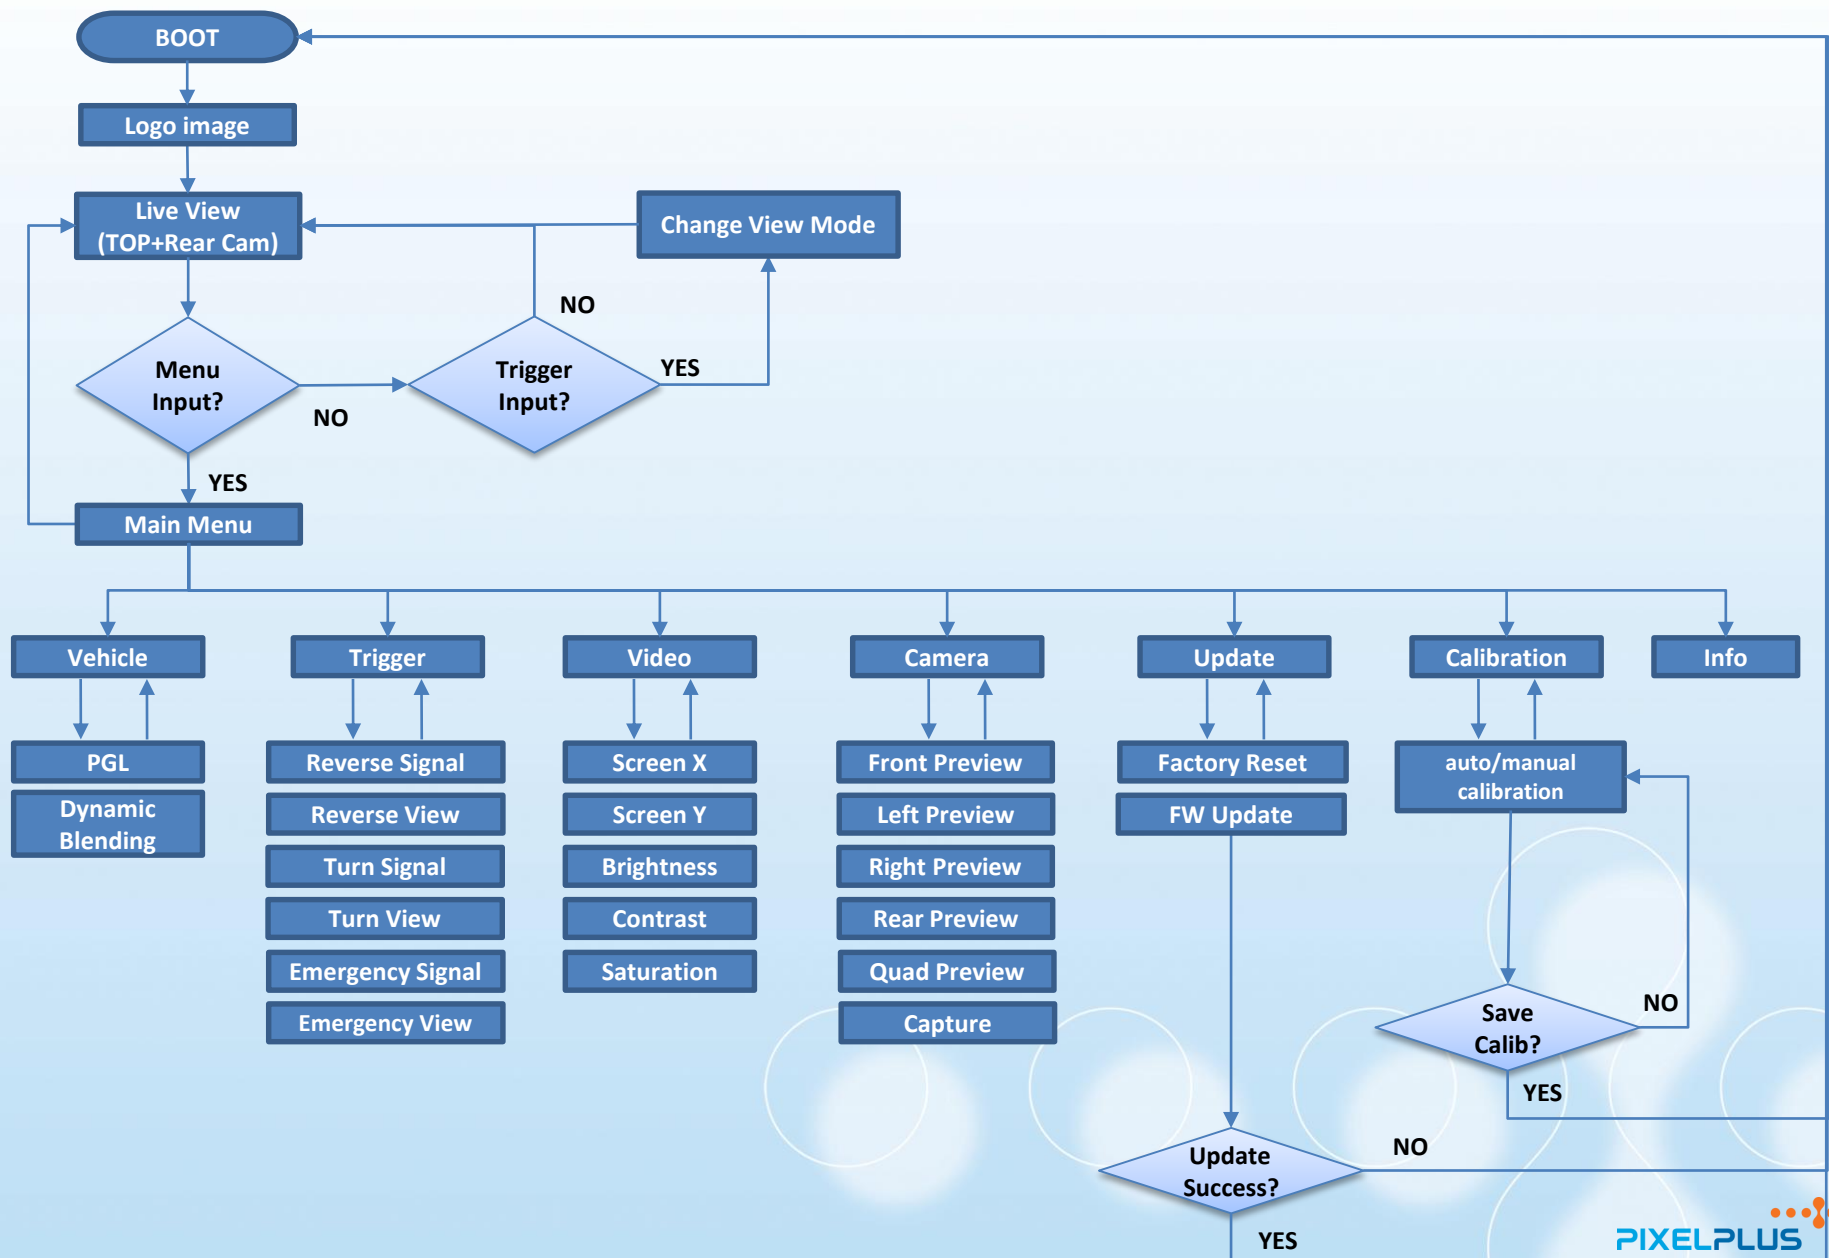 BOOT
Logo image
Live View
(TOP+Rear Cam)
Change View Mode
NO
Menu
Input?
Trigger
Input?
YES
NO
YES
Main Menu
Vehicle
Trigger
Video
Camera
Update
Calibration
Info
PGL
Dynamic
Blending
Reverse Signal
Reverse View
Turn Signal
Turn View
Emergency Signal
Emergency View
Screen X
Screen Y
Brightness
Contrast
Saturation
Front Preview
Left Preview
Right Preview
Rear Preview
Quad Preview
Capture
Factory Reset
FW Update
auto/manual
calibration
Save
Calib?
NO
YES
Update
Success?
NO
YES
PIXELPLUS